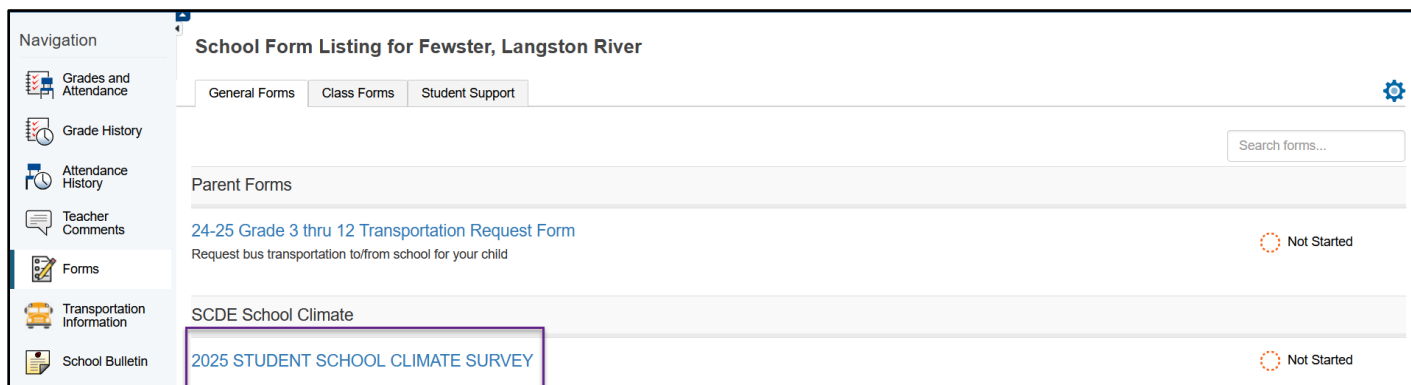 Navigation
Grades and
Attendance
Grade History
Attendance
History
Teacher
Comments
Forms
Transportation
Information
School Bulletin
School Form Listing for Fewster, Langston River
General Forms
Class Forms
Student Support
Search forms...
Parent Forms
24-25 Grade 3 thru 12 Transportation Request Form
Not Started
Request bus transportation to/from school for your child
SCDE School Climate
2025 STUDENT SCHOOL CLIMATE SURVEY
Not Started